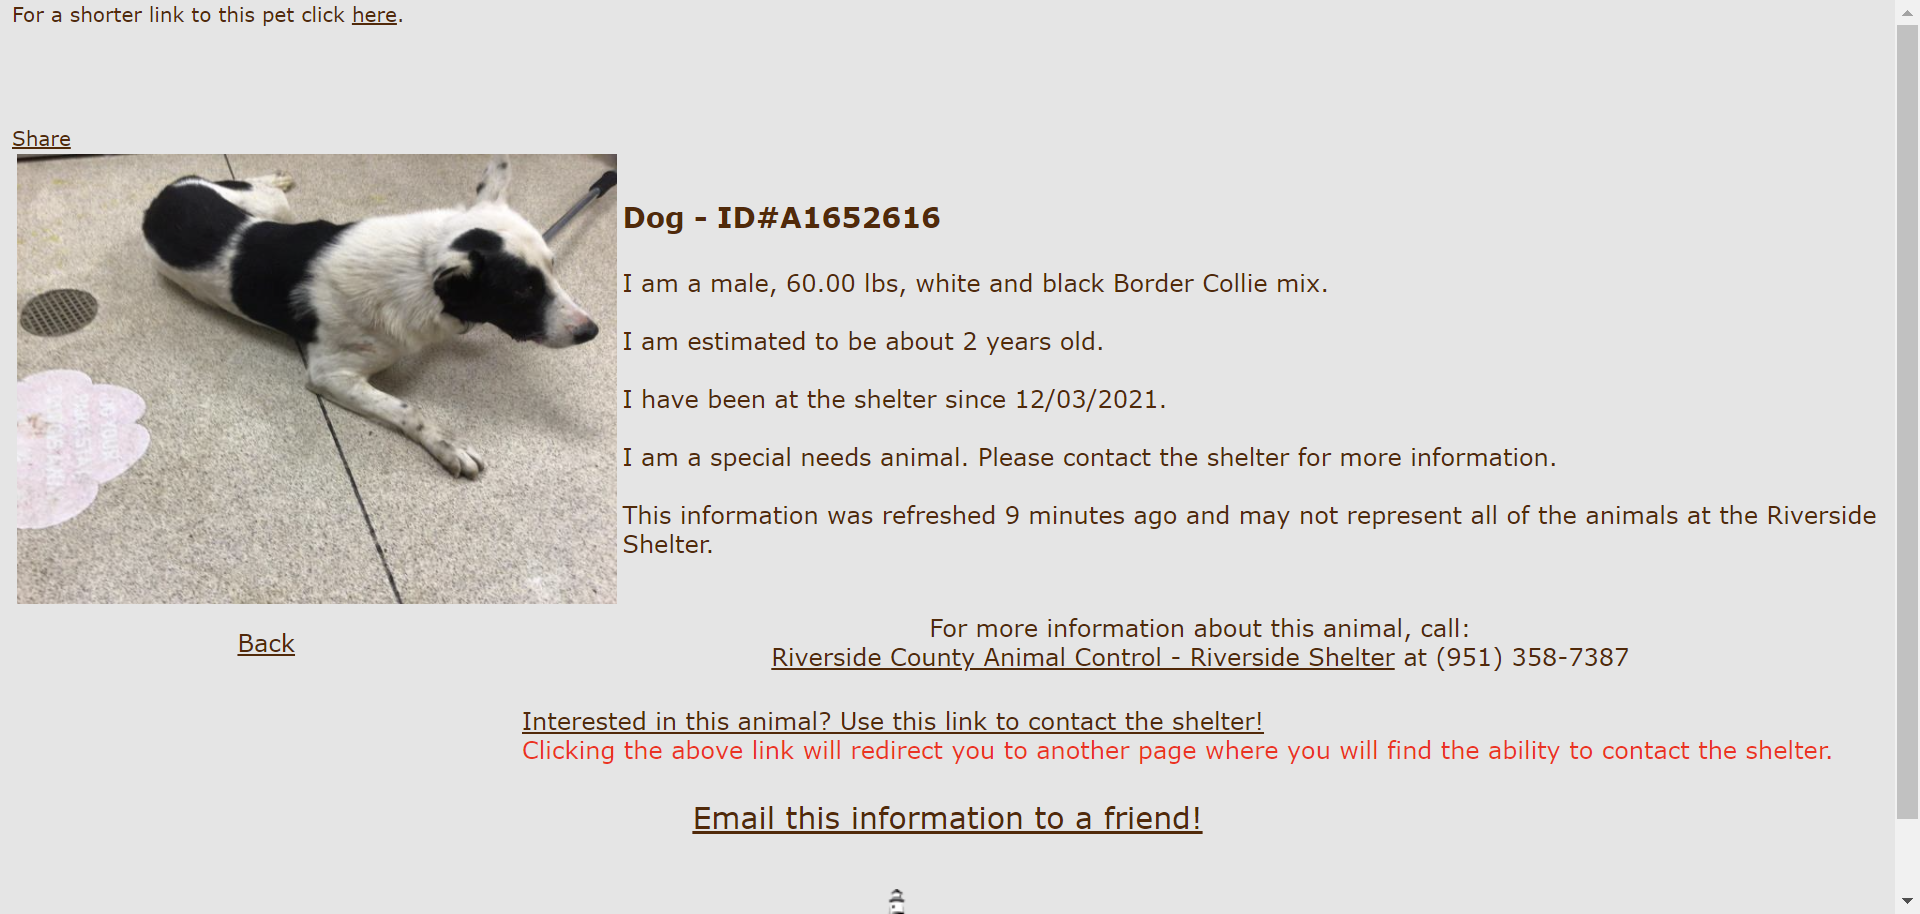 For a shorter link to this pet click here.
Share
Dog - ID#A1652616
I am a male, 60.00 lbs, white and black Border Collie mix.
I am estimated to be about 2 years old.
I have been at the shelter since 12/03/2021.
I am a special needs animal. Please contact the shelter for more information.
This information was refreshed 9 minutes ago and may not represent all of the animals at the Riverside
Shelter.
Back
For more information about this animal, call:
Riverside County Animal Control - Riverside Shelter at (951) 358-7387
Interested in this animal? Use this link to contact the shelter!
Clicking the above link will redirect you to another page where you will find the ability to contact the shelter.
Email this information to a friend!